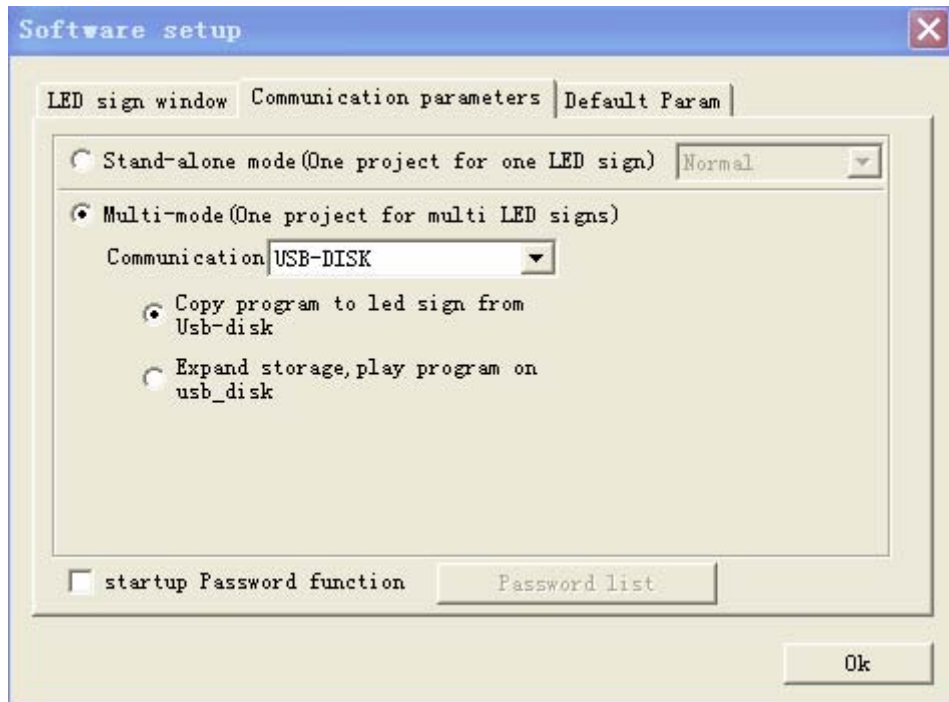 Software setup
LED sign window Communication parameters Default Param
Stand-alone mode(One project for one LED sign) Normal
Multi-mode(One project for multi LED signs)
Communication USB-DISK
Copy program to led sign from
Usb-disk
Expand storage,play program on
usb_disk
startup Password function Password list
Ok